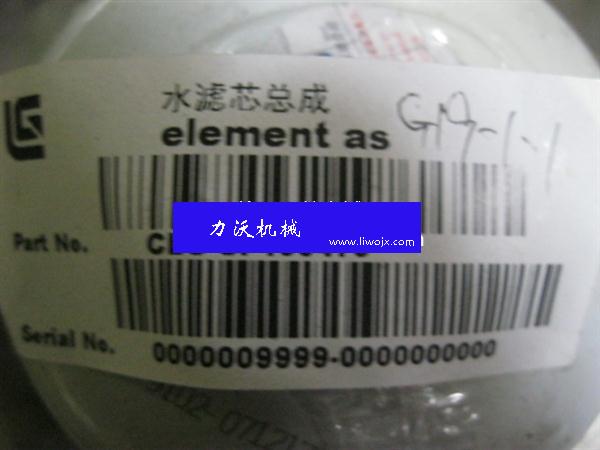 水滤芯总成
element as
G19-1-1
力沃机械
www.liwojx.com
Part No.
Serial No.
0000009999-0000000000